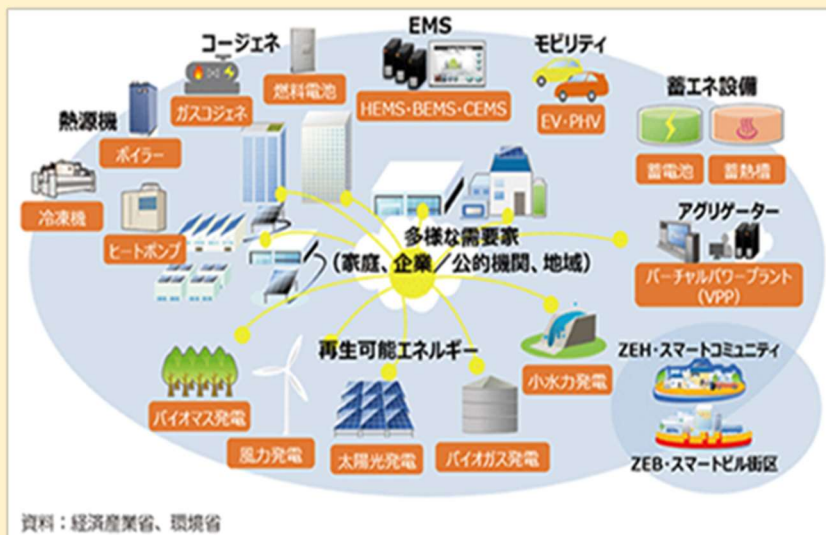 コージェネ
EMS
モビリティ
燃料電池
ガスコジェネ
HEMS・BEMS・CEMS
EV・PHV
蓄エネ設備
熱源機
ボイラー
蓄電池
蓄熱槽
冷凍機
ヒートポンプ
アグリゲーター
多様な需要家
（家庭、企業／公的機関、地域）
バーチャルパワープラント
（VPP）
再生可能エネルギー
小水力発電
ZEH・スマートコミュニティ
バイオマス発電
風力発電
太陽光発電
バイオガス発電
ZEB・スマートビル街区
資料：経済産業省、環境省